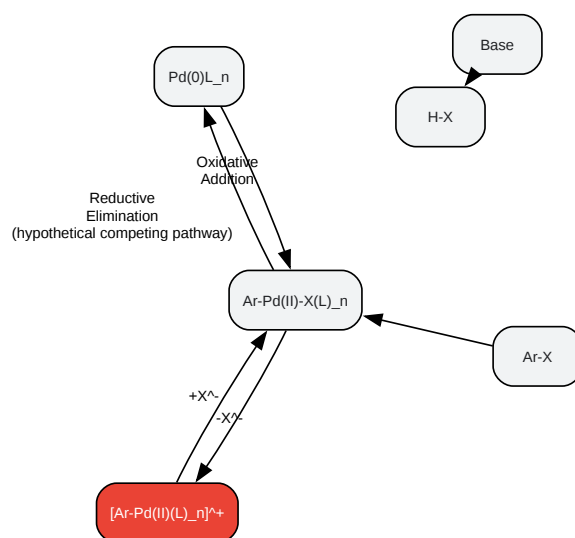 Base
Pd(0)L_n
H-X
Oxidative
Addition
Reductive
Elimination
(hypothetical competing pathway)
Ar-Pd(II)-X(L)_n
Ar-X
+X^-
-X^-
[Ar-Pd(II)(L)_n]^+